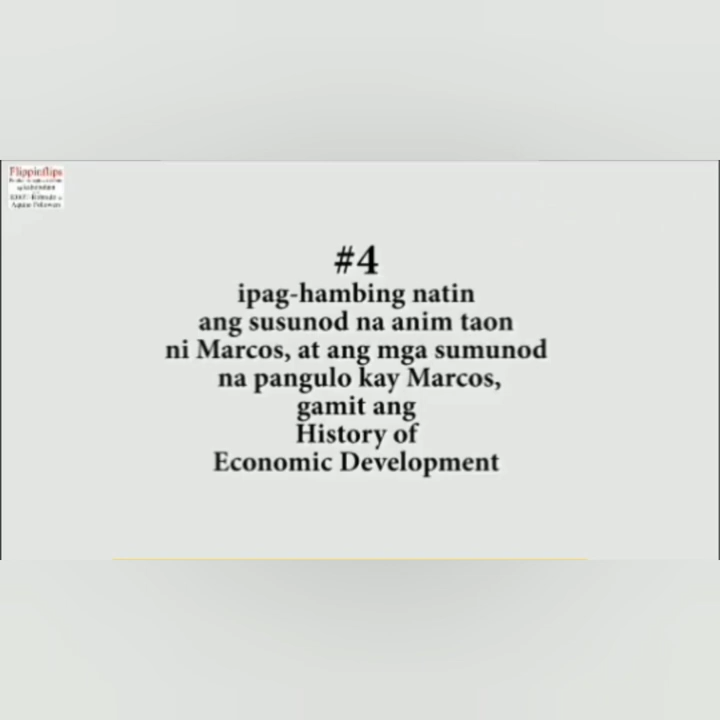 Flippinflips
#4
ipag-hambing natin
ang susunod na anim taon
ni Marcos, at ang mga sumunod
na pangulo kay Marcos,
gamit ang
History of
Economic Development